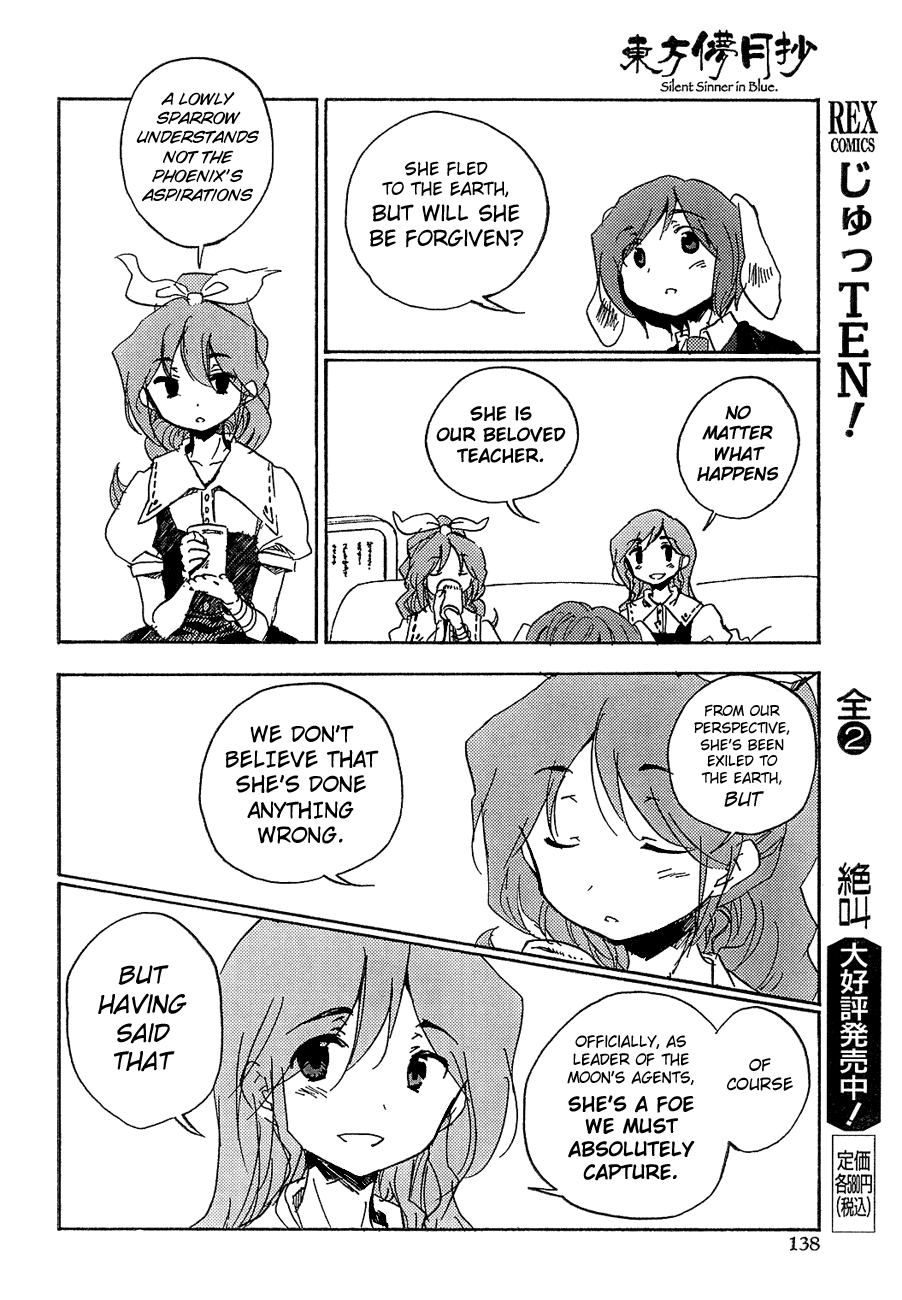 東方儚月抄
Silent Sinner in Blue.
SHE FLED
TO THE EARTH,
BUT WILL SHE
BE FORGIVEN?
A LOWLY
SPARROW
UNDERSTANDS
NOT THE
PHOENIX'S
ASPIRATIONS
NO
MATTER
WHAT
HAPPENS
SHE IS
OUR BELOVED
TEACHER.
FROM OUR
PERSPECTIVE,
SHE'S BEEN
EXILED TO
THE EARTH,
BUT
WE DON'T
BELIEVE THAT
SHE'S DONE
ANYTHING
WRONG.
OF
COURSE
OFFICIALLY, AS
LEADER OF THE
MOON'S AGENTS,
SHE'S A FOE
WE MUST
ABSOLUTELY
CAPTURE.
BUT
HAVING
SAID
THAT
REX
COMICS
じゅっTEN!
全2
絶叫
大好評発売中!
定価
各580円
(税込)
138